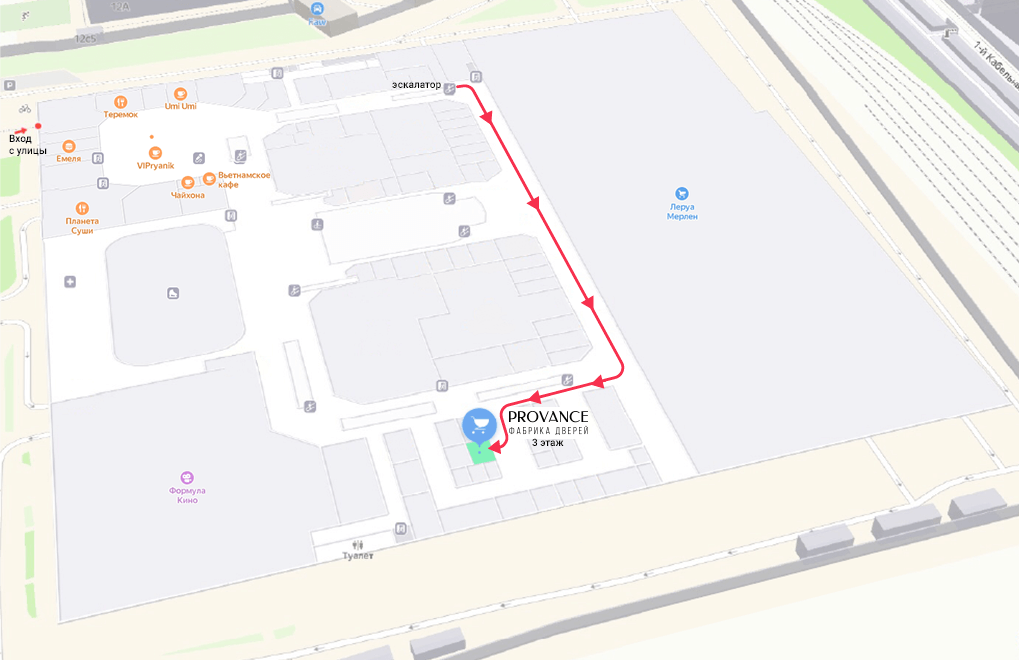 12А
Kawi
12с5
P
1-й Кабельна
эскалатор
Umi Umi
Теремок
Вход
с улицы
Емеля
VIPryanik
Вьетнамское
кафе
Чайхона
Планета
Суши
Леруа
Мерлен
PROVANCE
ФАБРИКА ДВЕРЕЙ
3 этаж
Формула
Кино
Туалет